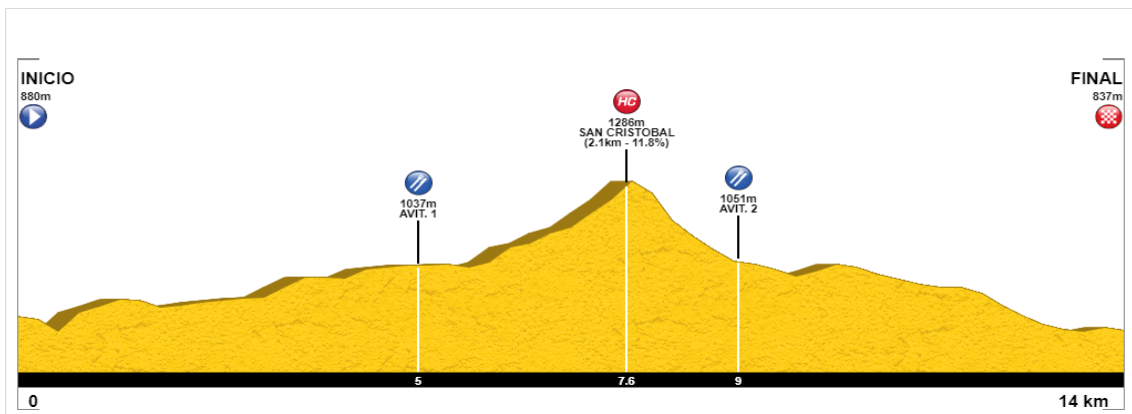 INICIO
880m
FINAL
837m
HC
1286m
SAN CRISTOBAL
(2.1km - 11.8%)
1037m
AVIT. 1
1051m
AVIT. 2
5
7.6
9
0
14 km